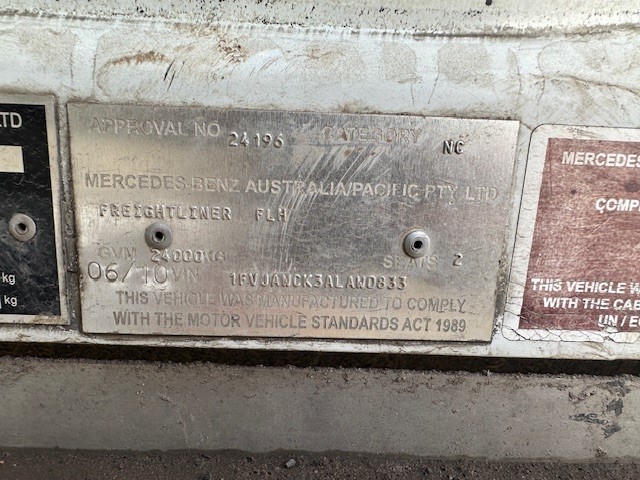 LTD
kg
kg
APPROVAL NO 24196 CATEGORY NC
MERCEDES-BENZ AUSTRALIA/PACIFIC PTY LTD
FREIGHTLINER FLH
GVM 24000KG SEATS 2
06/10 VIN 1FVJAWCK3ALAW0833
THIS VEHICLE WAS MANUFACTURED TO COMPLY
WITH THE MOTOR VEHICLE STANDARDS ACT 1989
MERCEDES
COMP
THIS VEHICLE W
WITH THE CAB
UN / E